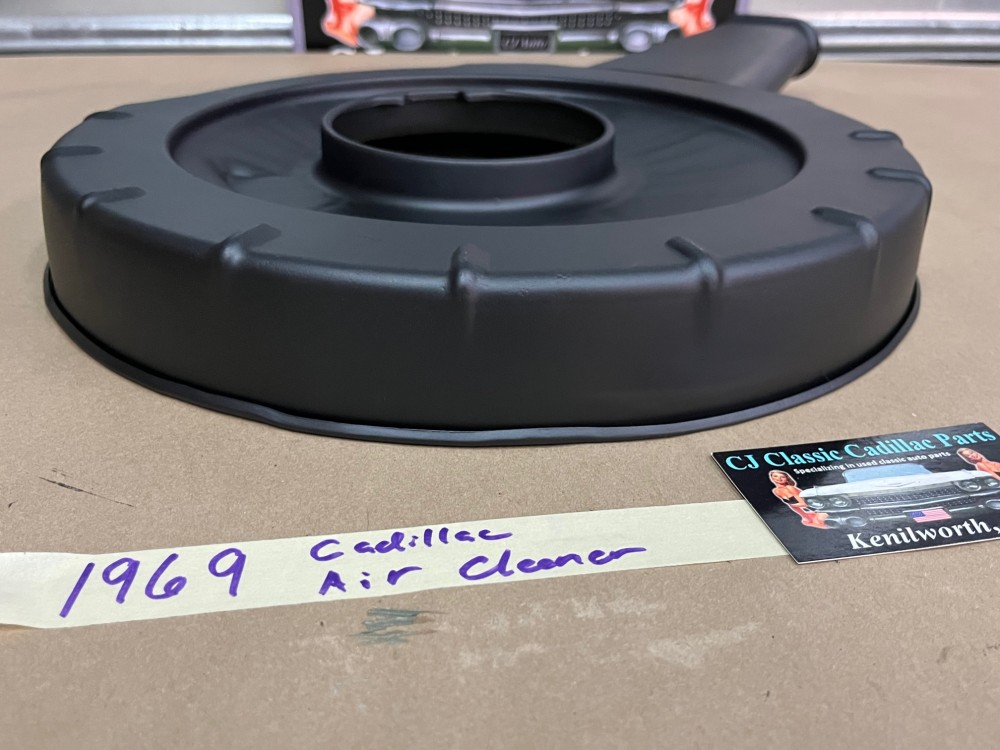 CJ Classic Cadillac Parts
Specializing in used classic auto parts
Kenilworth,
1969 Cadillac
Air Cleaner